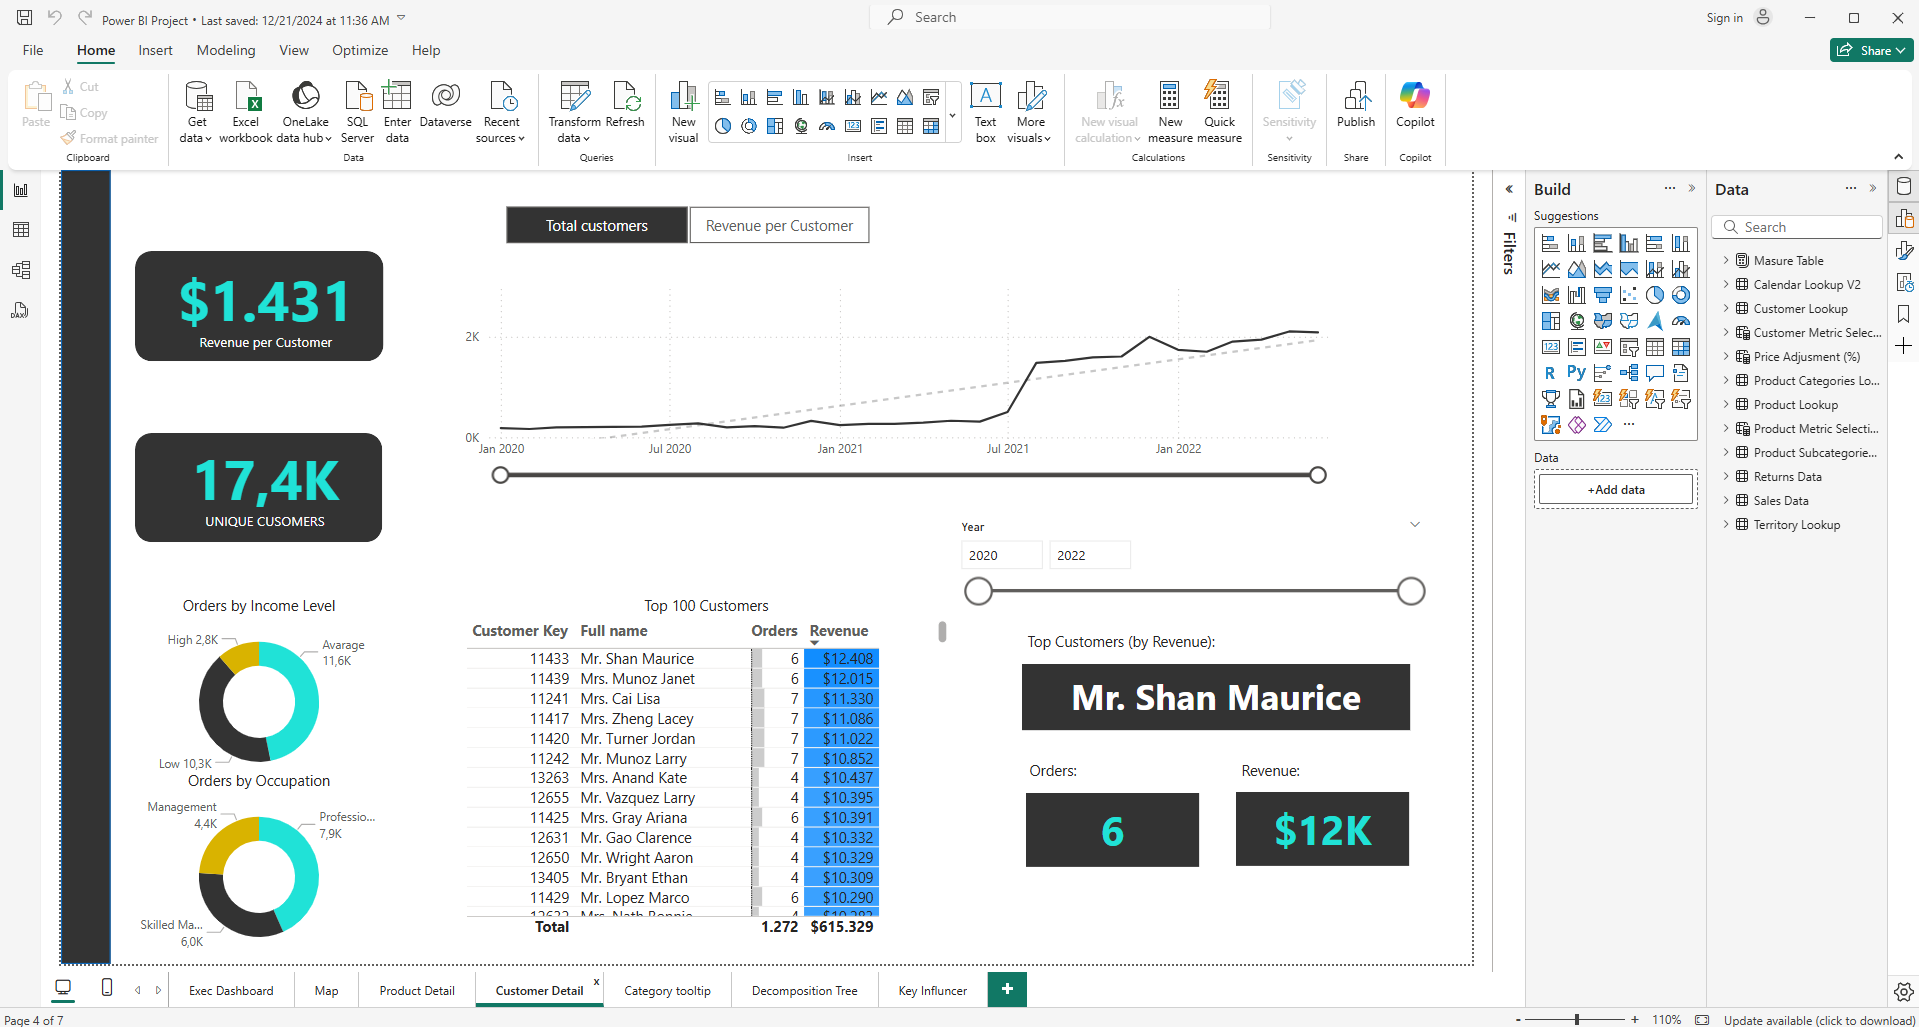 Power BI Project • Last saved: 12/21/2024 at 11:36 AM
Search
Sign in
File
Home
Insert
Modeling
View
Optimize
Help
Share
Paste
Cut
Copy
Format painter
Clipboard
Get data
Excel workbook
OneLake data hub
SQL Server
Enter data
Dataverse
Recent sources
Data
Transform data
Refresh
Queries
New visual
Text box
More visuals
Insert
New visual calculation
New measure
Quick measure
Calculations
Sensitivity
Sensitivity
Publish
Share
Copilot
Copilot
Total customers
Revenue per Customer
$1.431
Revenue per Customer
17,4K
UNIQUE CUSOMERS
2K
0K
Jan 2020
Jul 2020
Jan 2021
Jul 2021
Jan 2022
Year
2020
2022
Orders by Income Level
High 2,8K
Avarage
11,6K
Low 10,3K
Orders by Occupation
Management
4,4K
Professio...
7,9K
Skilled Ma...
6,0K
Top 100 Customers
Customer Key Full name Orders Revenue
11433 Mr. Shan Maurice 6 $12.408
11439 Mrs. Munoz Janet 6 $12.015
11241 Mrs. Cai Lisa 7 $11.330
11417 Mrs. Zheng Lacey 7 $11.086
11420 Mr. Turner Jordan 7 $11.022
11242 Mr. Munoz Larry 7 $10.852
13263 Mrs. Anand Kate 4 $10.437
12655 Mr. Vazquez Larry 4 $10.395
11425 Mrs. Gray Ariana 6 $10.391
12631 Mr. Gao Clarence 4 $10.332
12650 Mr. Wright Aaron 4 $10.329
13405 Mr. Bryant Ethan 4 $10.309
11429 Mr. Lopez Marco 6 $10.290
Total 1.272 $615.329
Top Customers (by Revenue):
Mr. Shan Maurice
Orders:
6
Revenue:
$12K
Filters
Build
Suggestions
123
R
Py
Data
+Add data
Data
Search
Masure Table
Calendar Lookup V2
Customer Lookup
Customer Metric Selec...
Price Adjusment (%)
Product Categories Lo...
Product Lookup
Product Metric Selecti...
Product Subcategorie...
Returns Data
Sales Data
Territory Lookup
Exec Dashboard
Map
Product Detail
Customer Detail
x
Category tooltip
Decomposition Tree
Key Influncer
+
Page 4 of 7
- + 110%
Update available (click to download)